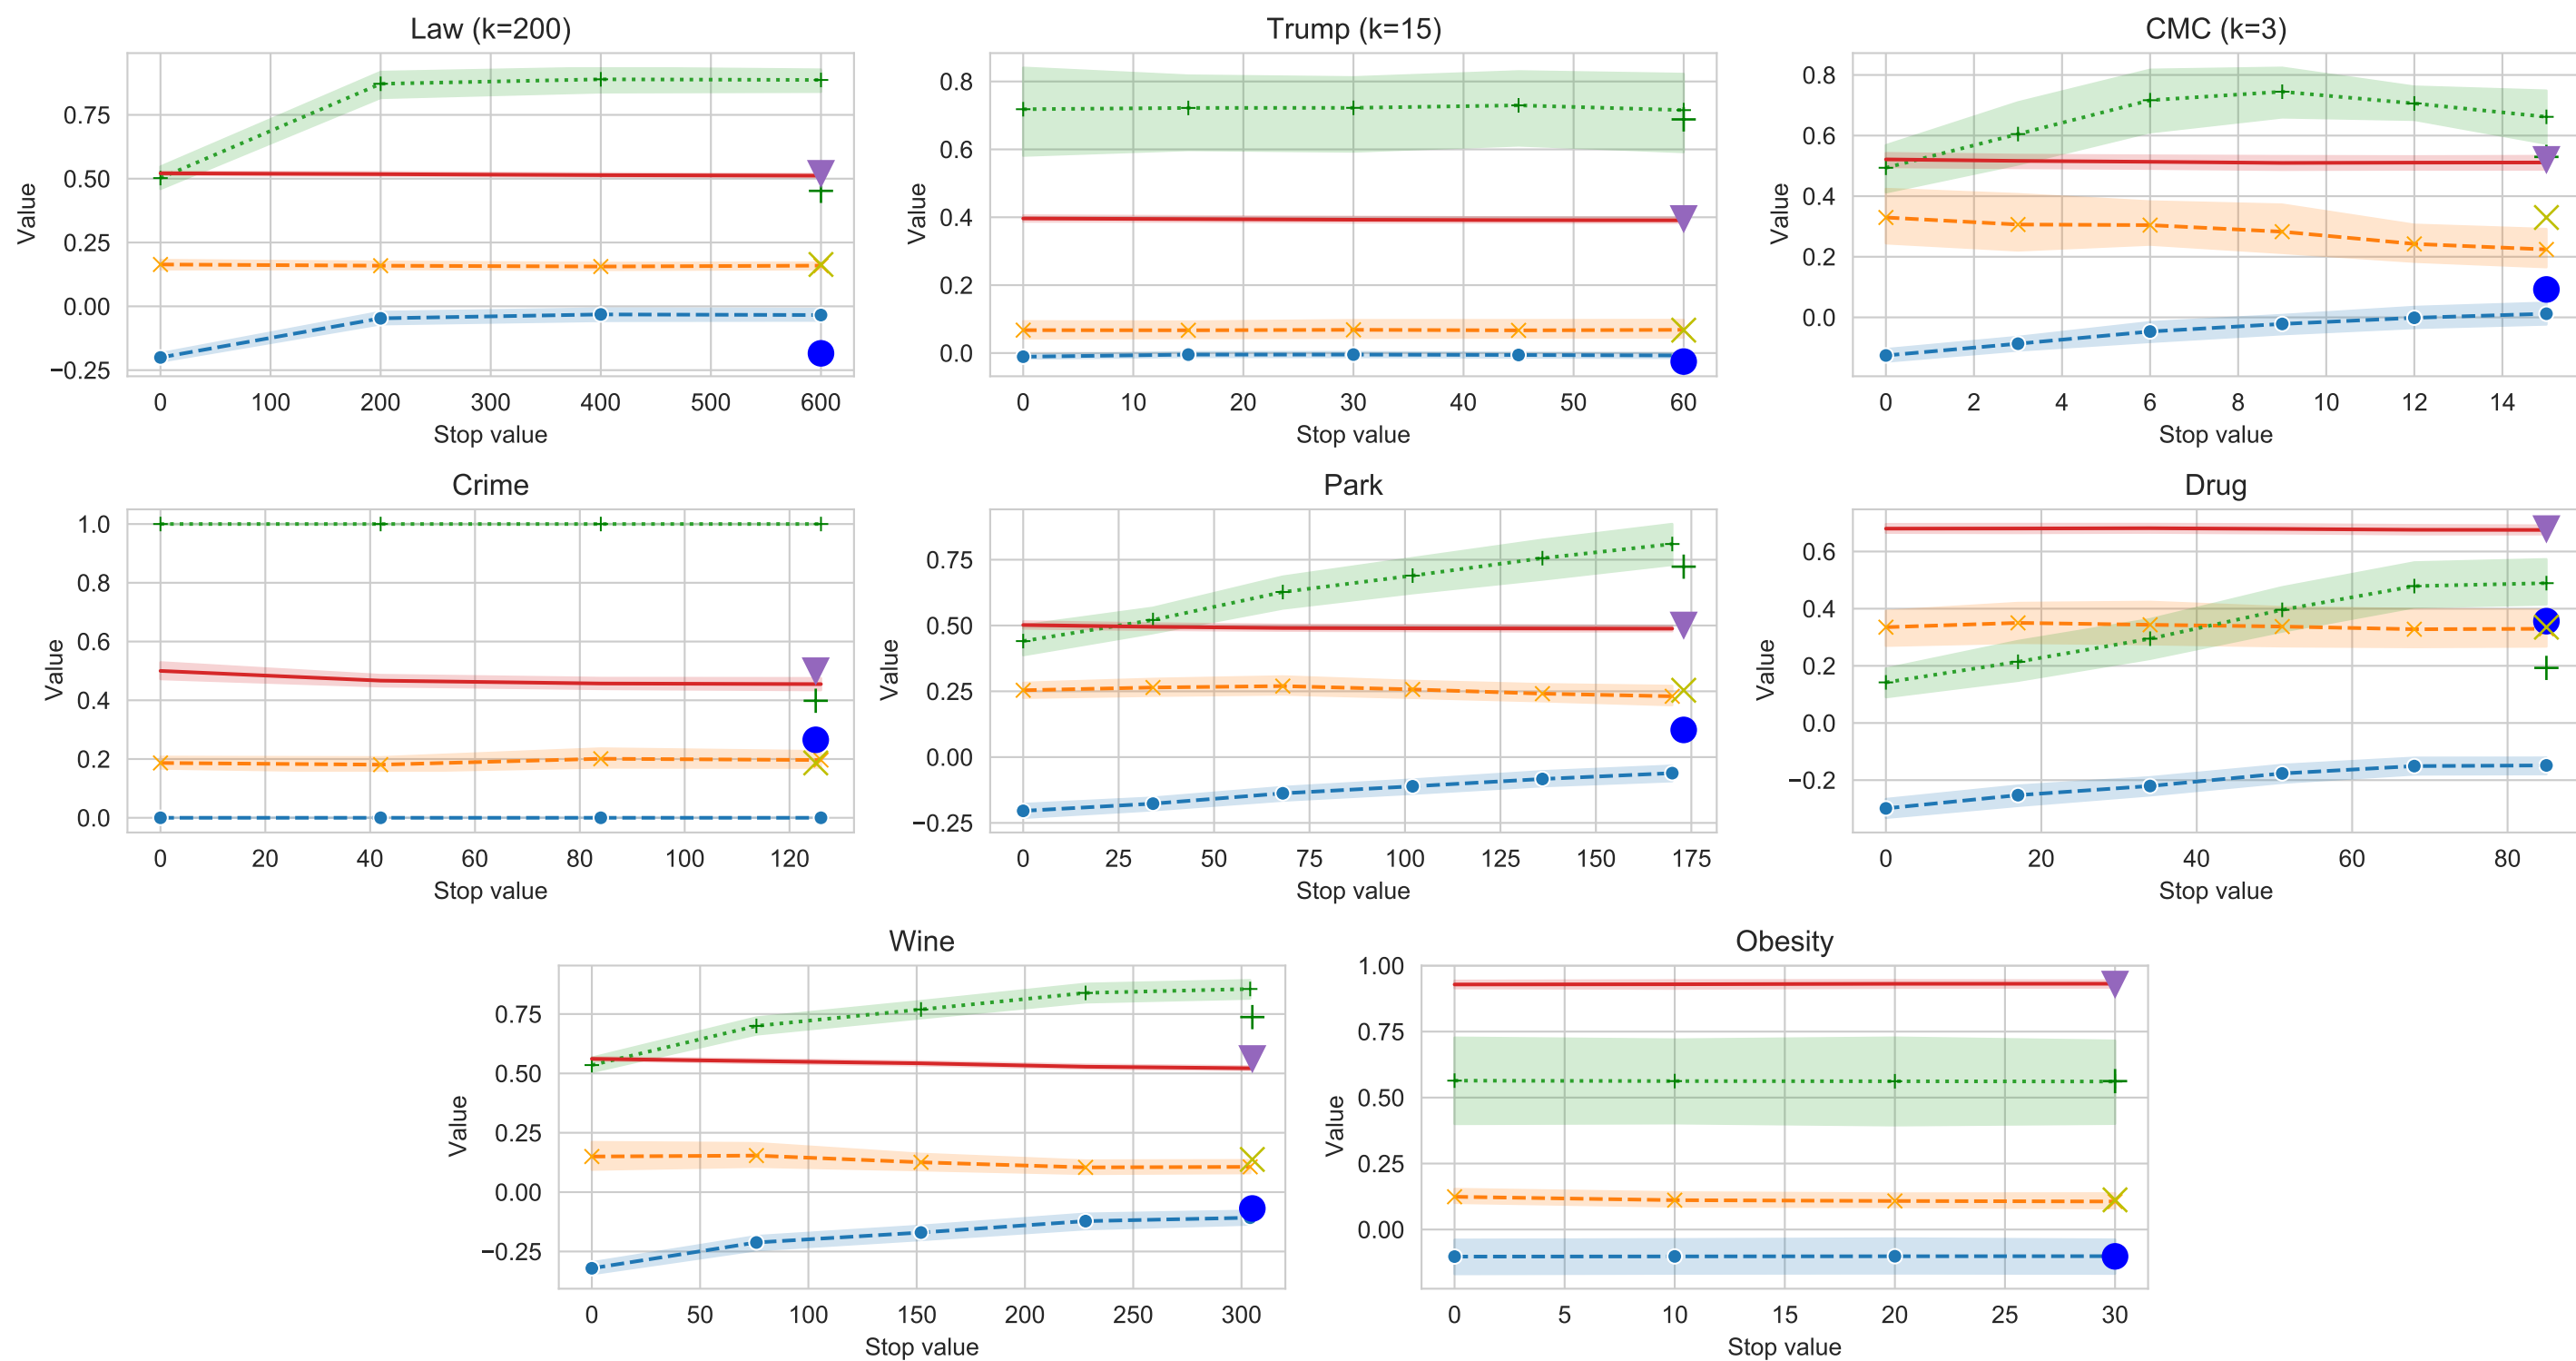 Law (k=200)
Value
0.75
0.50
0.25
0.00
−0.25
0 100 200 300 400 500 600
Stop value
Trump (k=15)
Value
0.8
0.6
0.4
0.2
0.0
0 10 20 30 40 50 60
Stop value
CMC (k=3)
Value
0.8
0.6
0.4
0.2
0.0
0 2 4 6 8 10 12 14
Stop value
Crime
Value
1.0
0.8
0.6
0.4
0.2
0.0
0 20 40 60 80 100 120
Stop value
Park
Value
0.75
0.50
0.25
0.00
−0.25
0 25 50 75 100 125 150 175
Stop value
Drug
Value
0.6
0.4
0.2
0.0
−0.2
0 20 40 60 80
Stop value
Wine
Value
0.75
0.50
0.25
0.00
−0.25
0 50 100 150 200 250 300
Stop value
Obesity
Value
1.00
0.75
0.50
0.25
0.00
0 5 10 15 20 25 30
Stop value